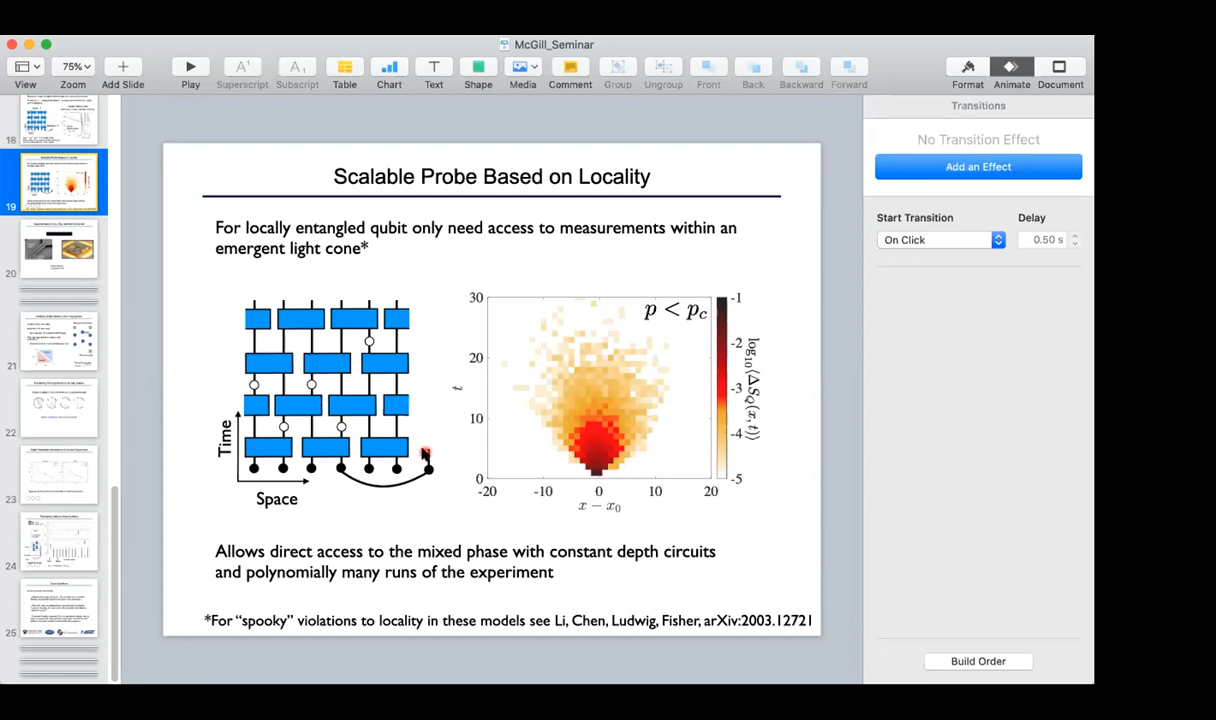 McGill_Seminar
75%
View
Zoom
Add Slide
Play
Superscript
Subscript
Table
Chart
Text
Shape
Media
Comment
Group
Ungroup
Front
Back
Backward
Forward
Format
Animate
Document
Transitions
No Transition Effect
Add an Effect
Start Transition
Delay
On Click
0.50 s
Build Order
18
19
20
21
22
23
24
25
Scalable Probe Based on Locality
For locally entangled qubit only need access to measurements within an
emergent light cone*
Time
Space
30
20
10
0
t
-20
-10
0
10
20
x − x₀
p < p_c
-1
-2
-3
-4
-5
log₁₀⟨ΔS_Q(x, t)⟩
Allows direct access to the mixed phase with constant depth circuits
and polynomially many runs of the experiment
*For “spooky” violations to locality in these models see Li, Chen, Ludwig, Fisher, arXiv:2003.12721